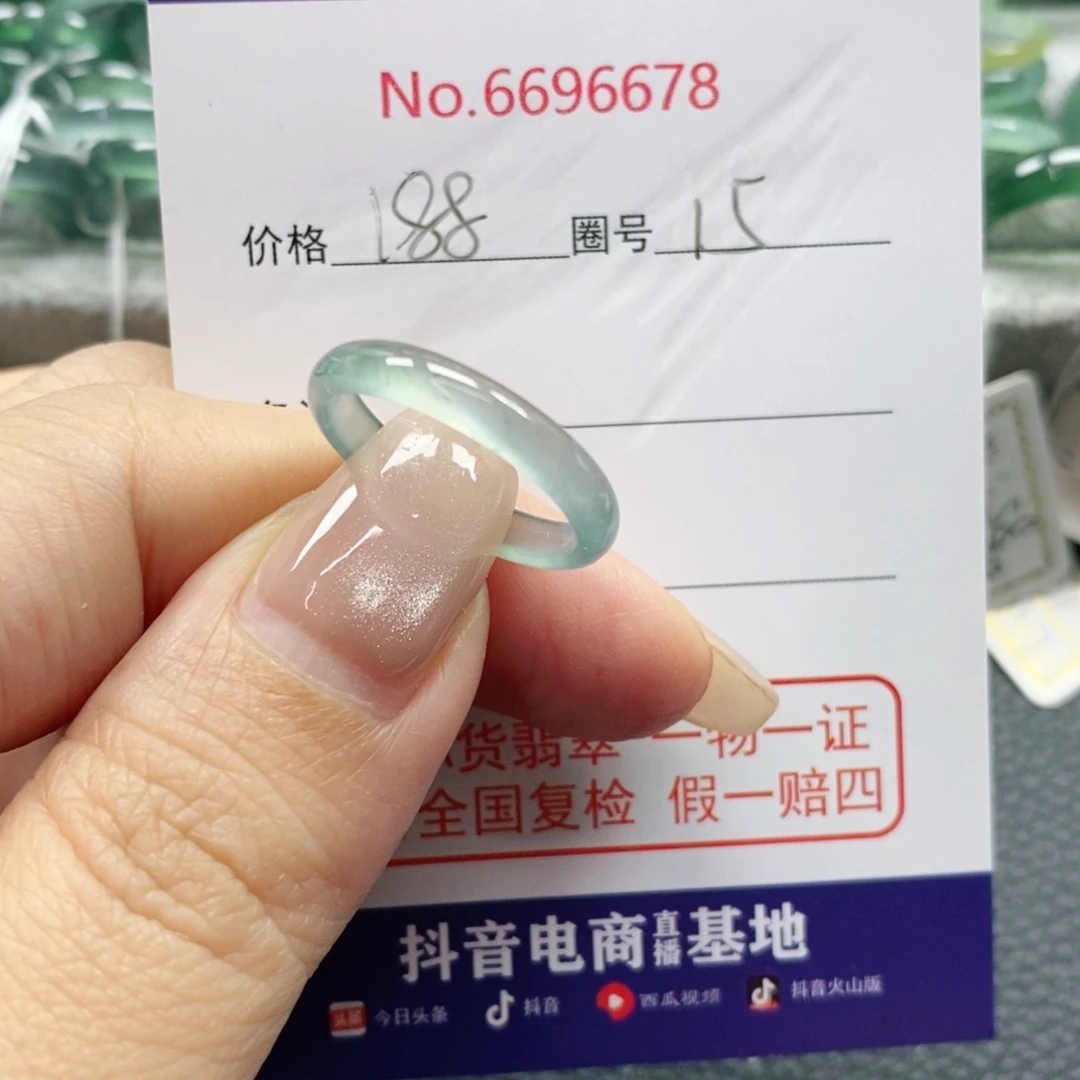 No.6696678
价格 188 圈号 15
货翡翠 一物一证
全国复检 假一赔四
抖音电商直播基地
头条 今日头条 抖音 西瓜视频 抖音火山版